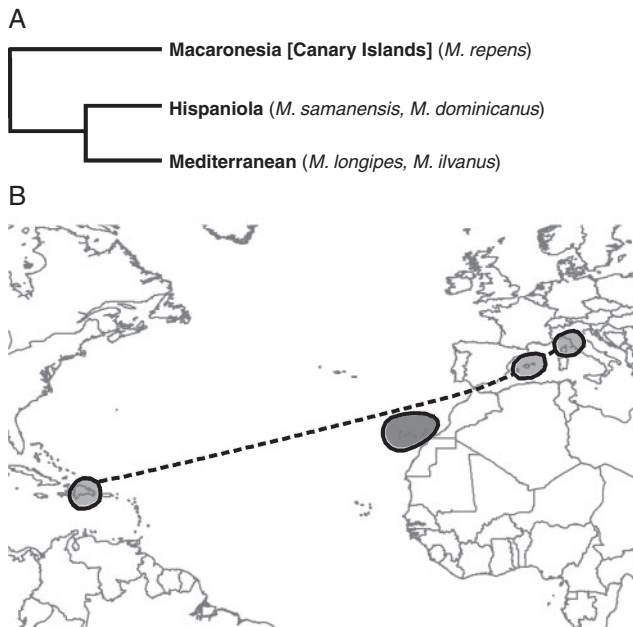 A
Macaronesia [Canary Islands] (M. repens)
Hispaniola (M. samanensis, M. dominicanus)
Mediterranean (M. longipes, M. ilvanus)
B